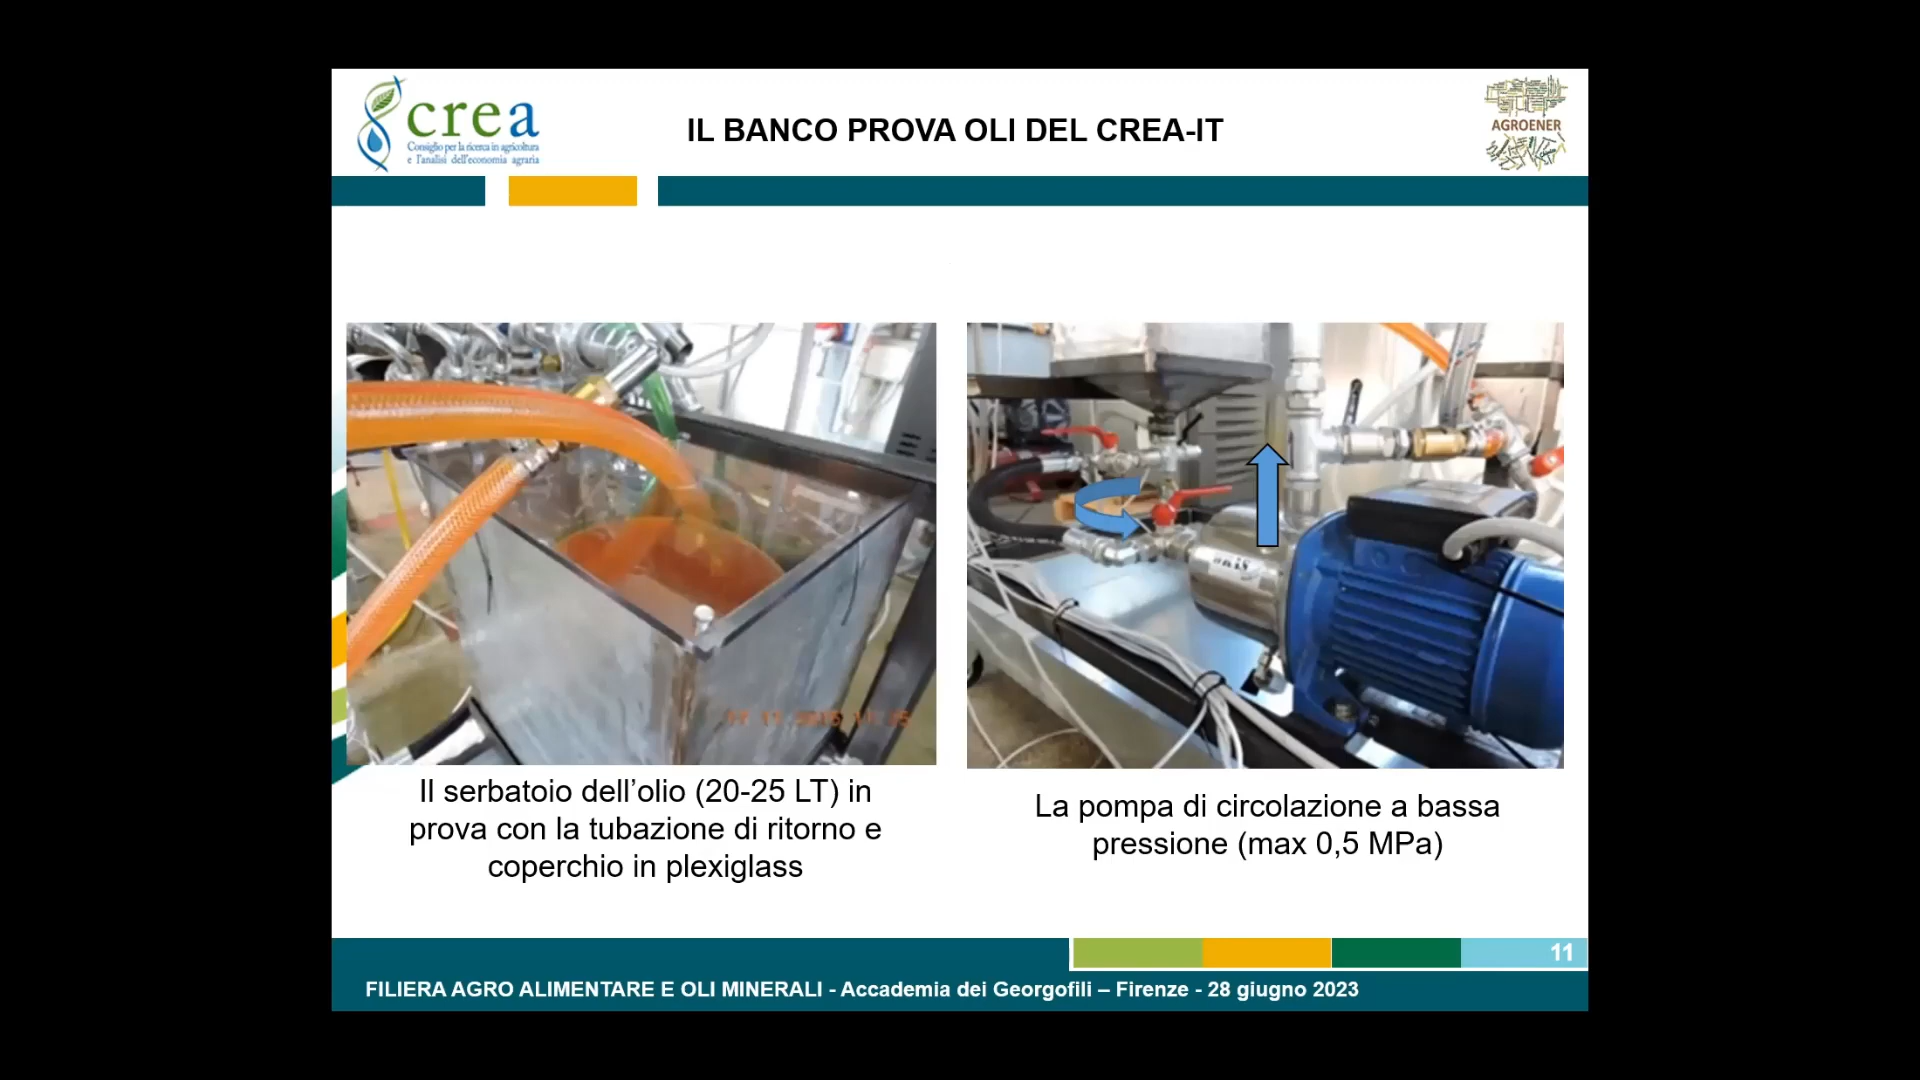 crea
Consiglio per la ricerca in agricoltura
e l'analisi dell'economia agraria
IL BANCO PROVA OLI DEL CREA-IT
AGROENER
Il serbatoio dell’olio (20-25 LT) in
prova con la tubazione di ritorno e
coperchio in plexiglass
La pompa di circolazione a bassa
pressione (max 0,5 MPa)
11
FILIERA AGRO ALIMENTARE E OLI MINERALI - Accademia dei Georgofili – Firenze - 28 giugno 2023